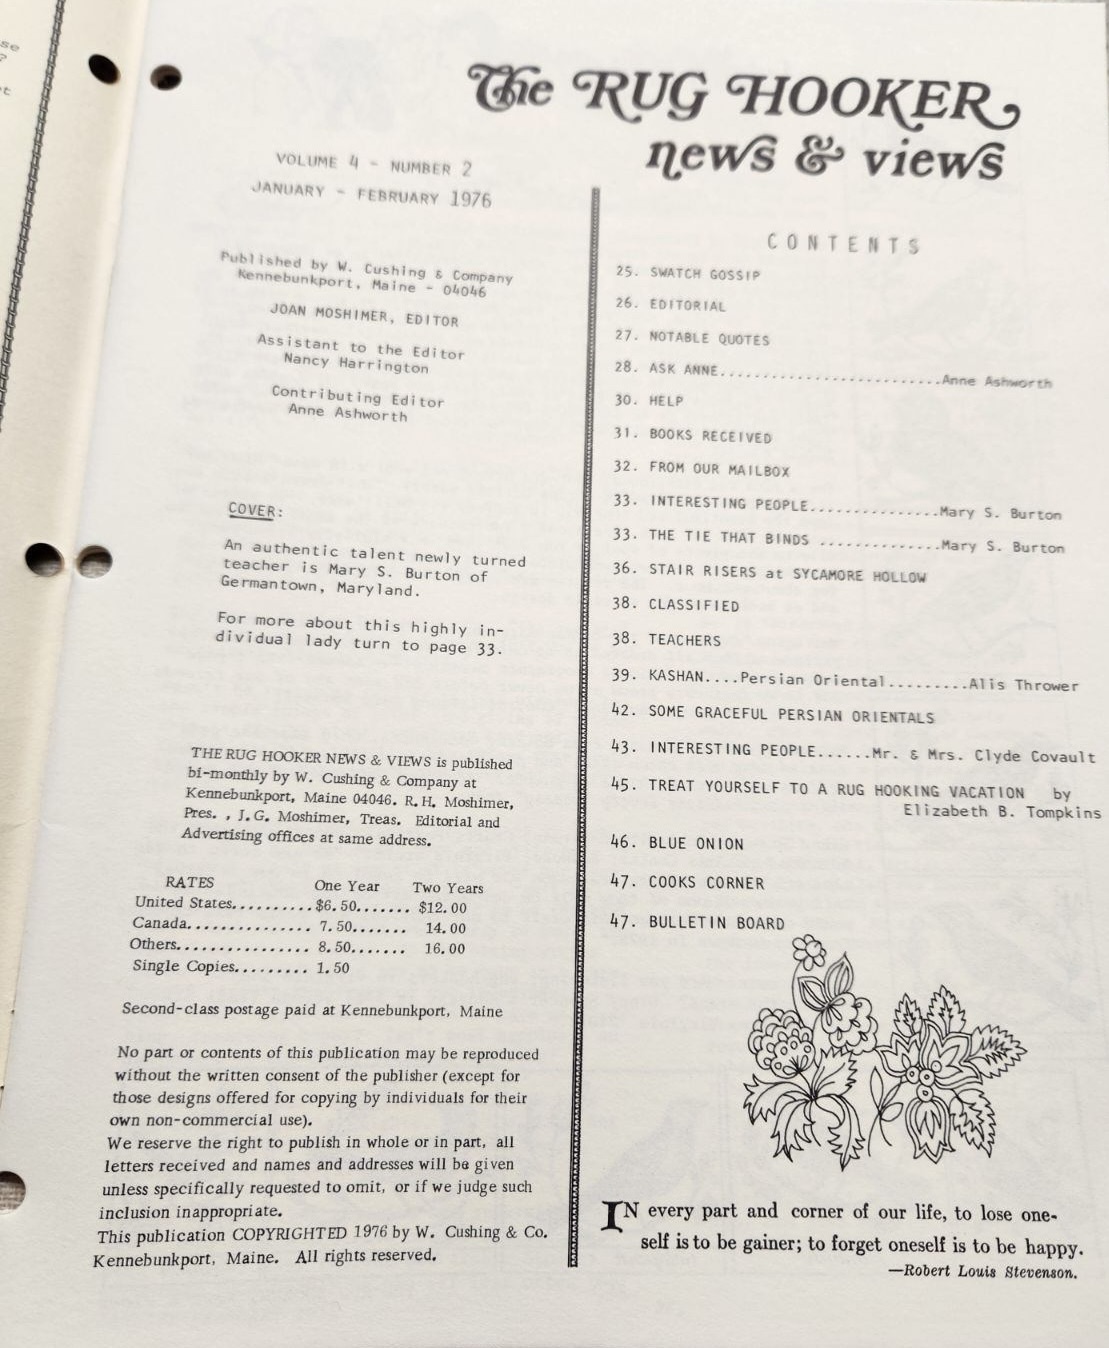 The RUG HOOKER
news & views
VOLUME 4 - NUMBER 2
JANUARY - FEBRUARY 1976
Published by W. Cushing & Company
Kennebunkport, Maine - 04046
JOAN MOSHIMER, EDITOR
Assistant to the Editor
Nancy Harrington
Contributing Editor
Anne Ashworth
COVER:
An authentic talent newly turned
teacher is Mary S. Burton of
Germantown, Maryland.
For more about this highly in-
dividual lady turn to page 33.
THE RUG HOOKER NEWS & VIEWS is published
bi-monthly by W. Cushing & Company at
Kennebunkport, Maine 04046. R. H. Moshimer,
Pres. , J. G. Moshimer, Treas. Editorial and
Advertising offices at same address.
RATES One Year Two Years
United States..........$6.50....... $12.00
Canada............... 7.50....... 14.00
Others................ 8.50....... 16.00
Single Copies......... 1.50
Second-class postage paid at Kennebunkport, Maine
No part or contents of this publication may be reproduced
without the written consent of the publisher (except for
those designs offered for copying by individuals for their
own non-commercial use).
We reserve the right to publish in whole or in part, all
letters received and names and addresses will be given
unless specifically requested to omit, or if we judge such
inclusion inappropriate.
This publication COPYRIGHTED 1976 by W. Cushing & Co.
Kennebunkport, Maine. All rights reserved.
CONTENTS
25. SWATCH GOSSIP
26. EDITORIAL
27. NOTABLE QUOTES
28. ASK ANNE...........................Anne Ashworth
30. HELP
31. BOOKS RECEIVED
32. FROM OUR MAILBOX
33. INTERESTING PEOPLE...............Mary S. Burton
33. THE TIE THAT BINDS ..............Mary S. Burton
36. STAIR RISERS at SYCAMORE HOLLOW
38. CLASSIFIED
38. TEACHERS
39. KASHAN....Persian Oriental.........Alis Thrower
42. SOME GRACEFUL PERSIAN ORIENTALS
43. INTERESTING PEOPLE......Mr. & Mrs. Clyde Covault
45. TREAT YOURSELF TO A RUG HOOKING VACATION by
Elizabeth B. Tompkins
46. BLUE ONION
47. COOKS CORNER
47. BULLETIN BOARD
IN every part and corner of our life, to lose one-
self is to be gainer; to forget oneself is to be happy.
—Robert Louis Stevenson.